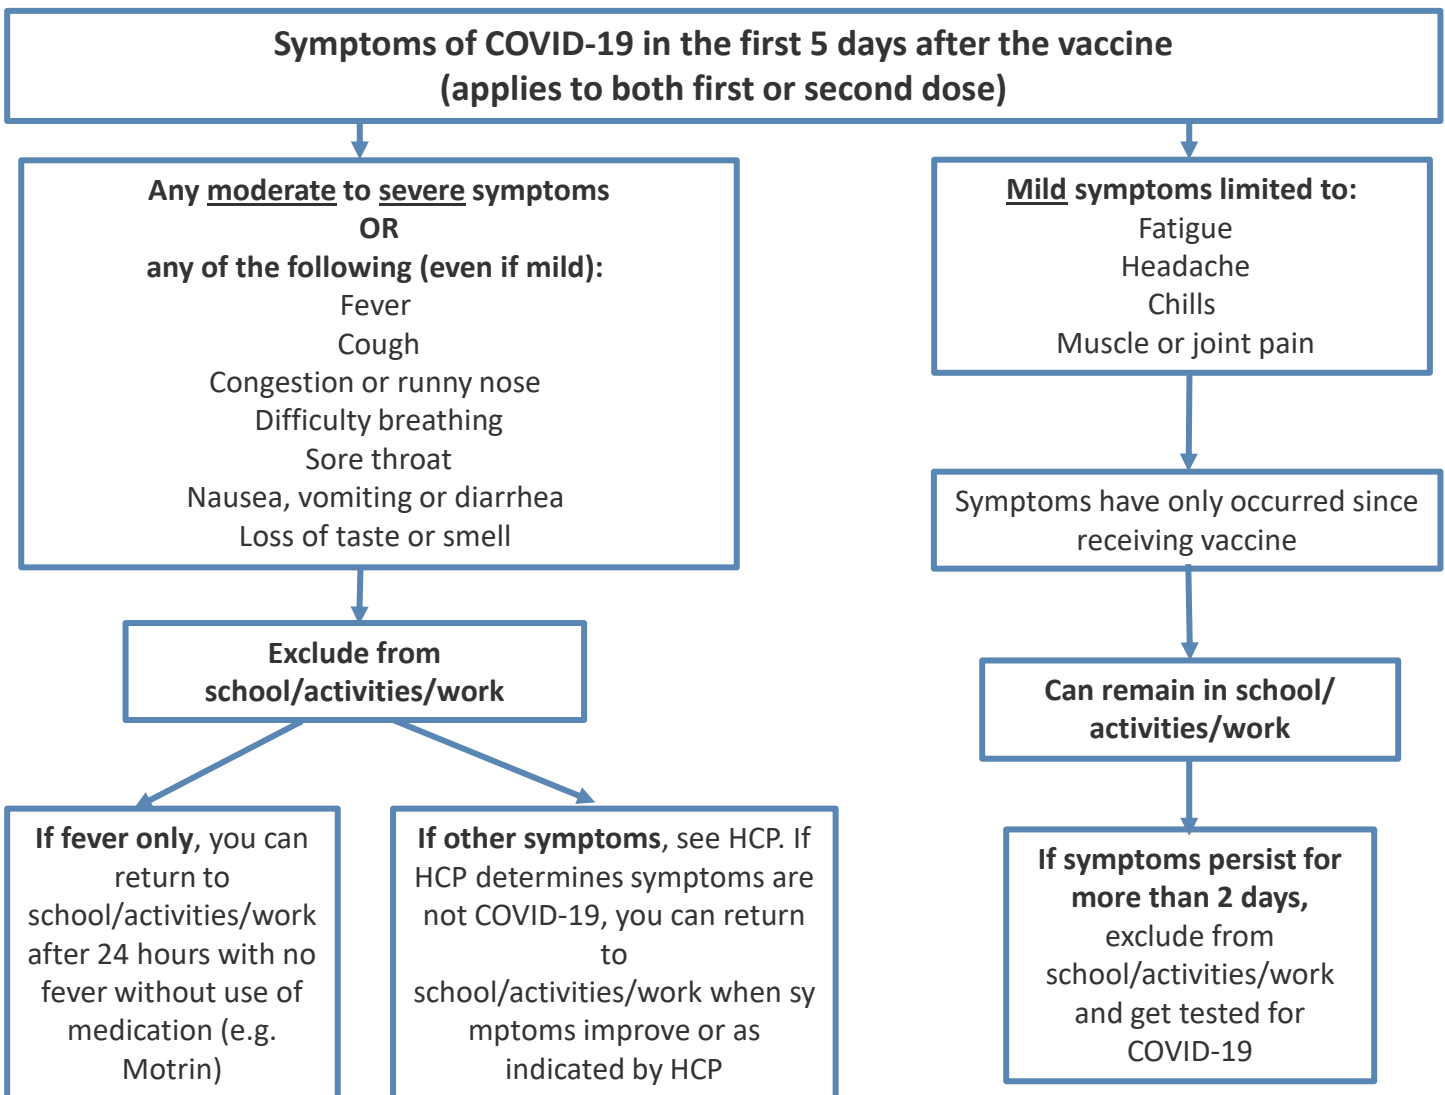 Symptoms of COVID-19 in the first 5 days after the vaccine
(applies to both first or second dose)
Any moderate to severe symptoms
OR
any of the following (even if mild):
Fever
Cough
Congestion or runny nose
Difficulty breathing
Sore throat
Nausea, vomiting or diarrhea
Loss of taste or smell
Exclude from
school/activities/work
If fever only, you can
return to
school/activities/work
after 24 hours with no
fever without use of
medication (e.g.
Motrin)
If other symptoms, see HCP. If
HCP determines symptoms are
not COVID-19, you can return
to
school/activities/work when sy
mptoms improve or as
indicated by HCP
Mild symptoms limited to:
Fatigue
Headache
Chills
Muscle or joint pain
Symptoms have only occurred since
receiving vaccine
Can remain in school/
activities/work
If symptoms persist for
more than 2 days,
exclude from
school/activities/work
and get tested for
COVID-19